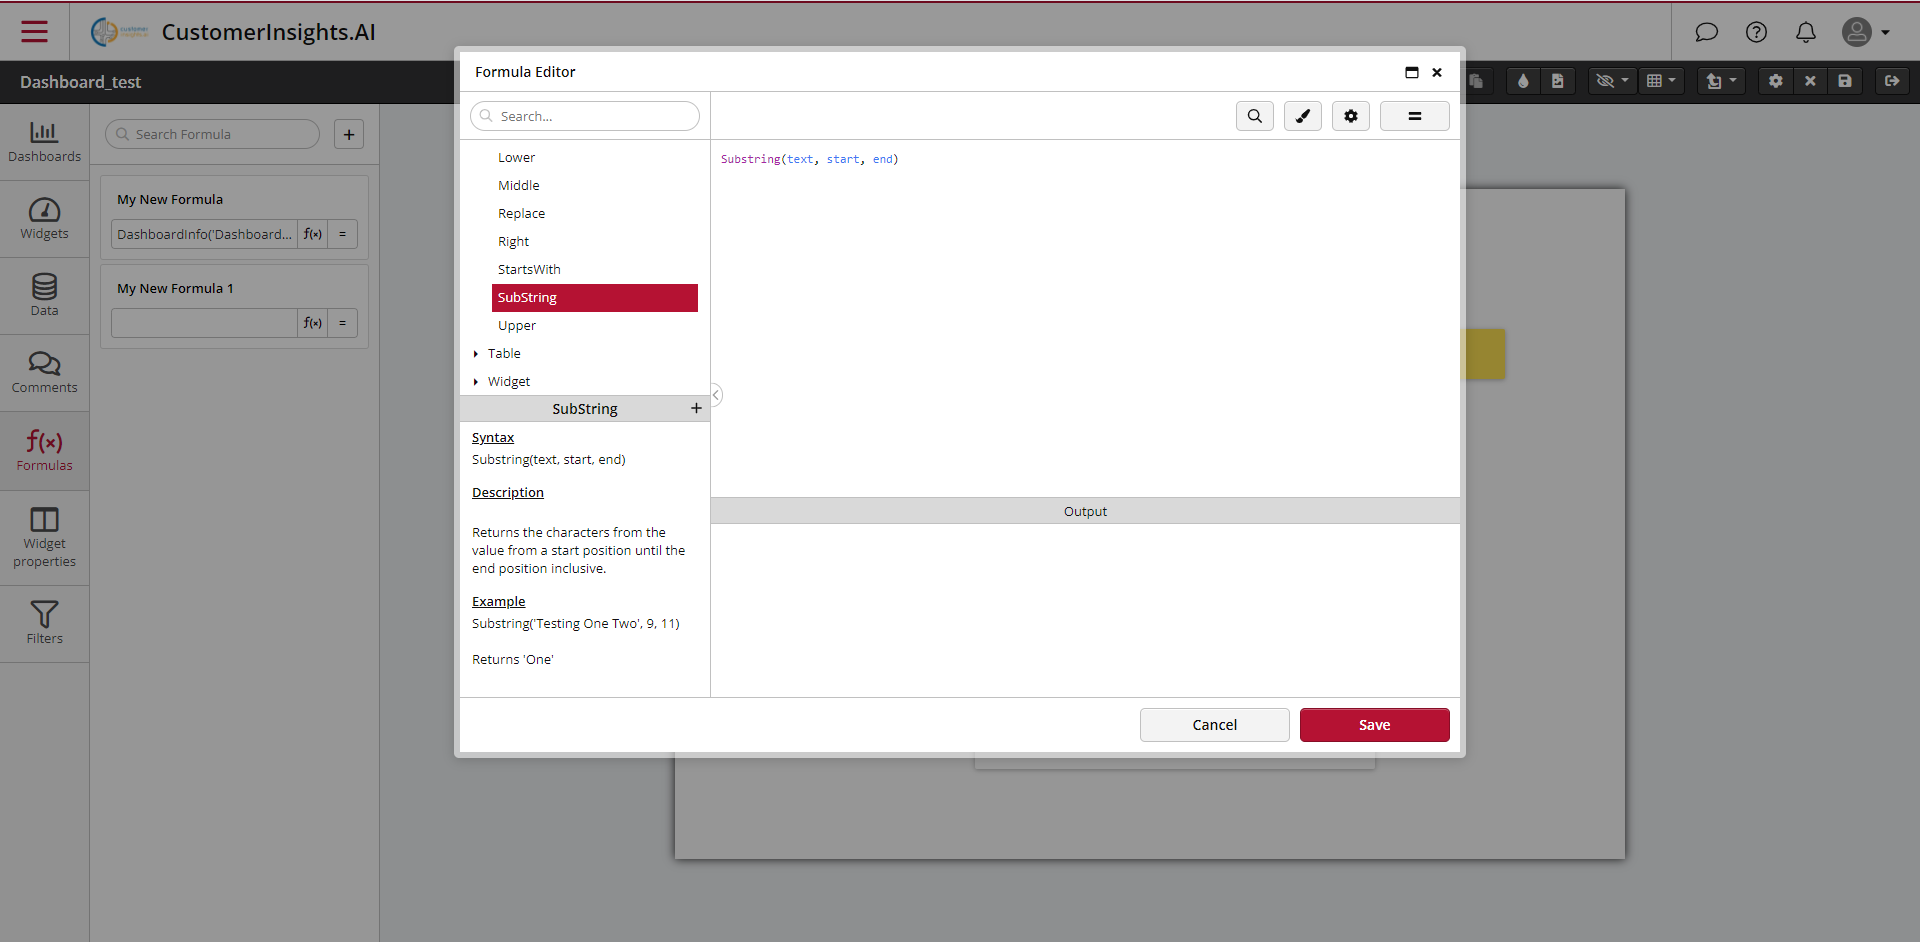 CustomerInsights.AI
Dashboard_test
Dashboards
Widgets
Data
Comments
Formulas
Widget
properties
Filters
Search Formula
+
My New Formula
DashboardInfo('Dashboard...
f(x)
=
My New Formula 1
f(x)
=
Formula Editor
Search...
Lower
Middle
Replace
Right
StartsWith
SubString
Upper
Table
Widget
SubString
+
Syntax
Substring(text, start, end)
Description
Returns the characters from the
value from a start position until the
end position inclusive.
Example
Substring('Testing One Two', 9, 11)
Returns 'One'
=
Substring(text, start, end)
Output
Cancel
Save